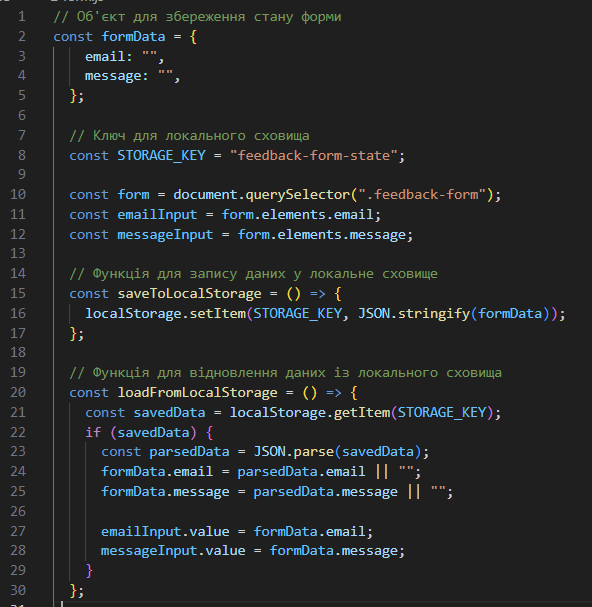 1 // Об'єкт для збереження стану форми
2 const formData = {
3     email: "",
4     message: "",
5   };
6
7   // Ключ для локального сховища
8   const STORAGE_KEY = "feedback-form-state";
9
10   const form = document.querySelector(".feedback-form");
11   const emailInput = form.elements.email;
12   const messageInput = form.elements.message;
13
14   // Функція для запису даних у локальне сховище
15   const saveToLocalStorage = () => {
16     localStorage.setItem(STORAGE_KEY, JSON.stringify(formData));
17   };
18
19   // Функція для відновлення даних із локального сховища
20   const loadFromLocalStorage = () => {
21     const savedData = localStorage.getItem(STORAGE_KEY);
22     if (savedData) {
23       const parsedData = JSON.parse(savedData);
24       formData.email = parsedData.email || "";
25       formData.message = parsedData.message || "";
26
27       emailInput.value = formData.email;
28       messageInput.value = formData.message;
29     }
30   };